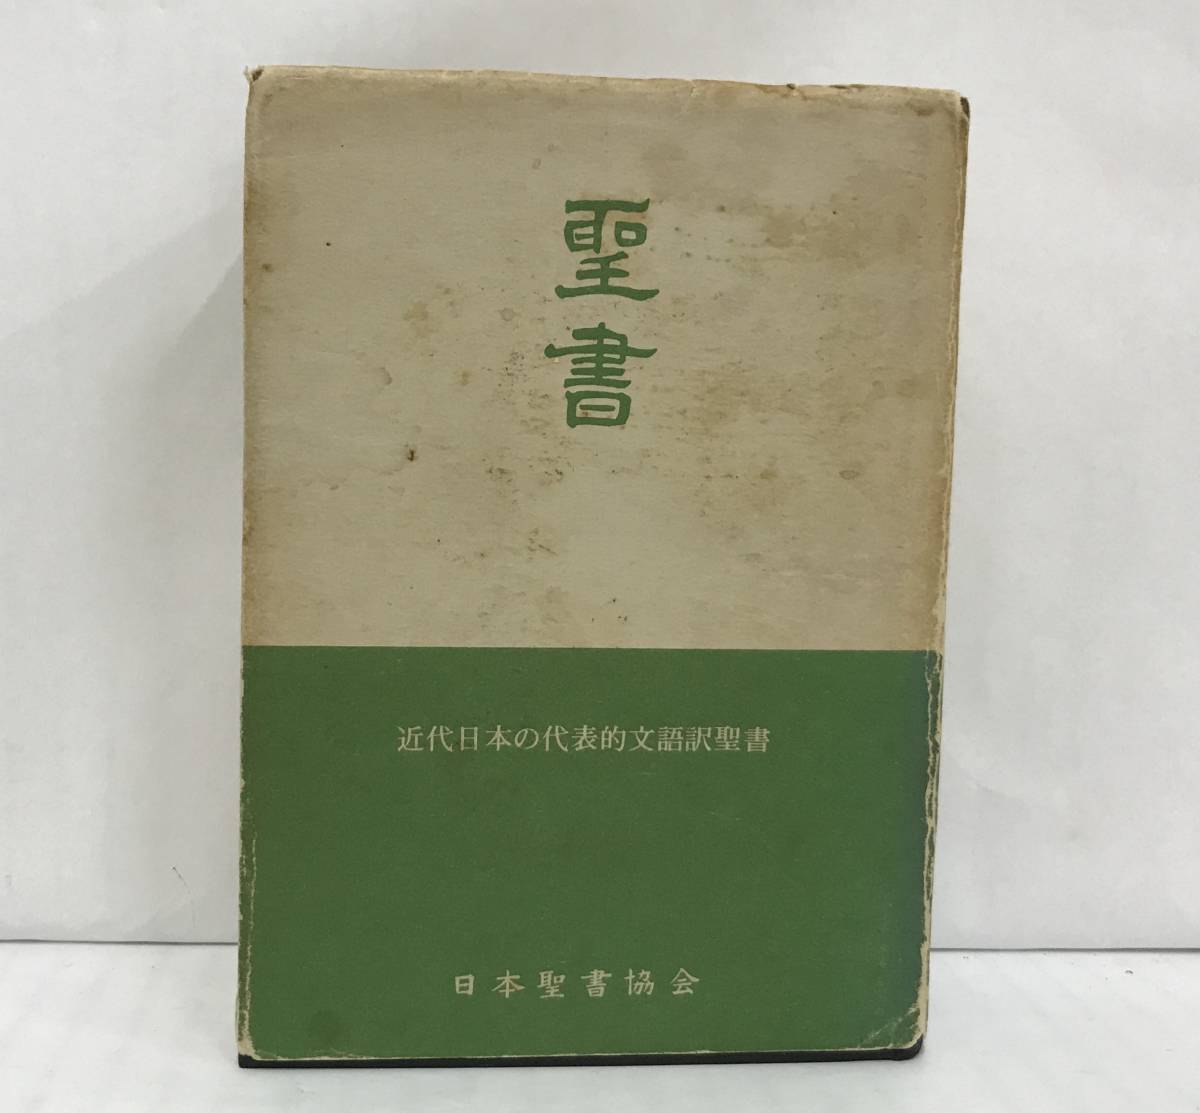 聖書
近代日本の代表的文語訳聖書
日本聖書協会